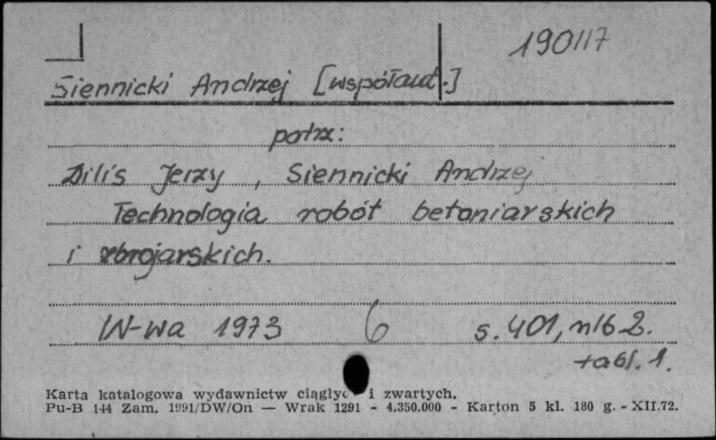 190117
Siennicki Andrzej [współaut.]
patrz:
Dilis Jerzy, Siennicki Andrzej
Technologia robót betoniarskich
i zbrojarskich.
W-wa 1973 6 s. 401, nlb 2.
tabl. 1.
Karta katalogowa wydawnictw ciągłyc i zwartych.
Pu-B 144 Zam. 1991/DW/On — Wrak 1291 - 4.350.000 - Karton 5 kl. 180 g. - XII.72.